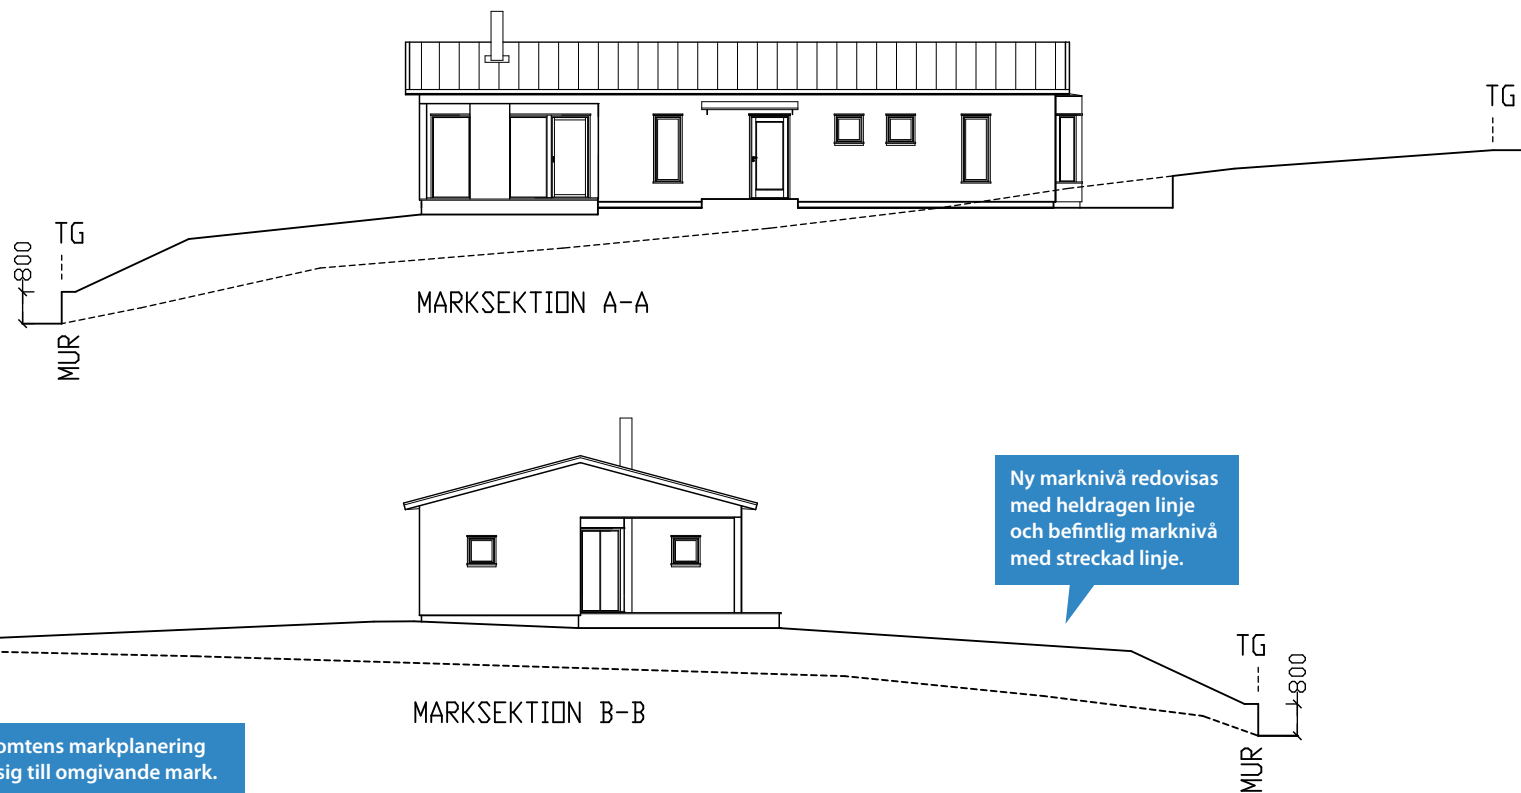 TG
TG
800
MUR
MARKSEKTION A-A
Ny marknivå redovisas
med heldragen linje
och befintlig marknivå
med streckad linje.
TG
800
MUR
MARKSEKTION B-B
omtens markplanering
sig till omgivande mark.